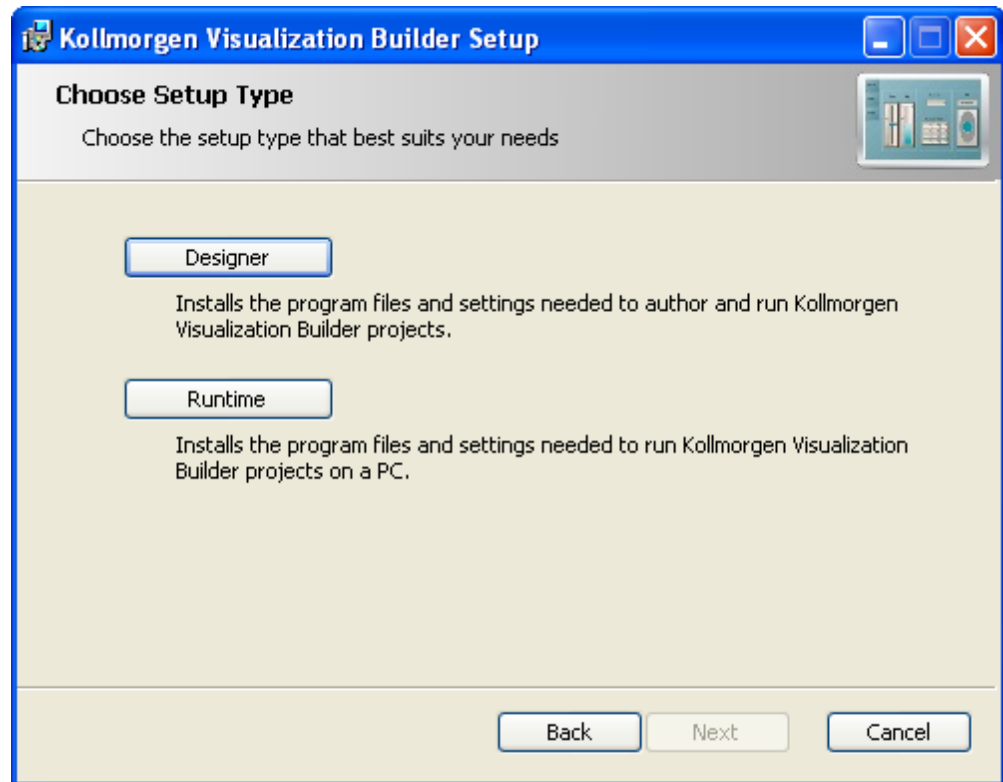 Kollmorgen Visualization Builder Setup
Choose Setup Type
Choose the setup type that best suits your needs
Designer
Installs the program files and settings needed to author and run Kollmorgen
Visualization Builder projects.
Runtime
Installs the program files and settings needed to run Kollmorgen Visualization
Builder projects on a PC.
Back Next Cancel